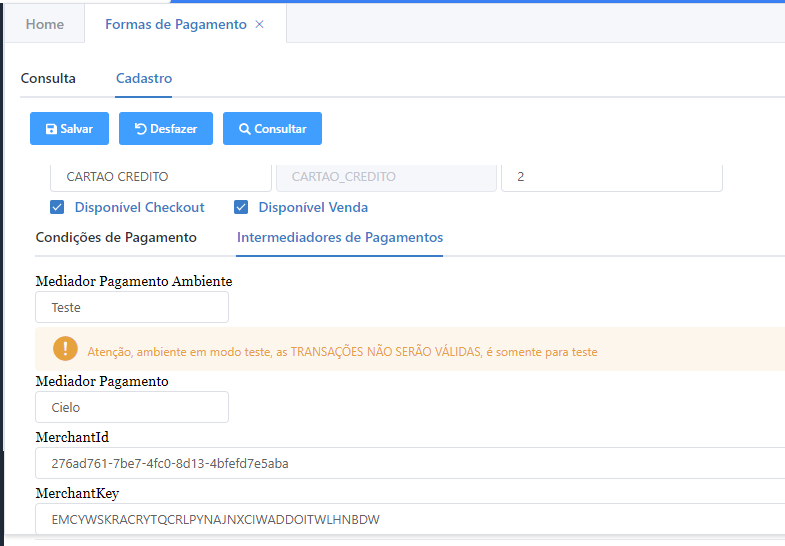 Home Formas de Pagamento ×
Consulta Cadastro
Salvar Desfazer Consultar
CARTAO CREDITO CARTAO_CREDITO 2
Disponível Checkout Disponível Venda
Condições de Pagamento Intermediadores de Pagamentos
Mediador Pagamento Ambiente
Teste
Atenção, ambiente em modo teste, as TRANSAÇÕES NÃO SERÃO VÁLIDAS, é somente para teste
Mediador Pagamento
Cielo
MerchantId
276ad761-7be7-4fc0-8d13-4bfefd7e5aba
MerchantKey
EMCYWSKRACRYTQCRLPYNAJNXCIWADDOITWLHNBDW